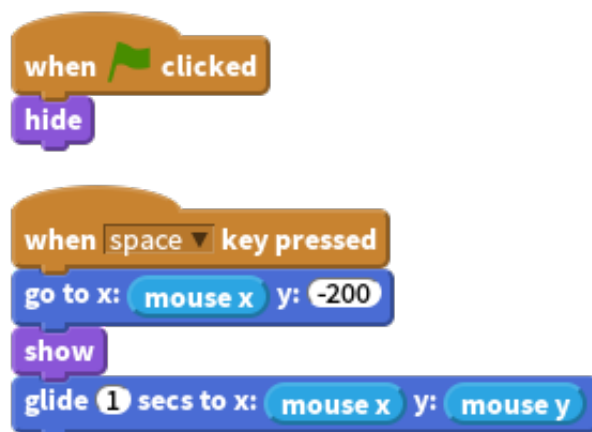 when clicked
hide
when space key pressed
go to x: mouse x y: -200
show
glide 1 secs to x: mouse x y: mouse y